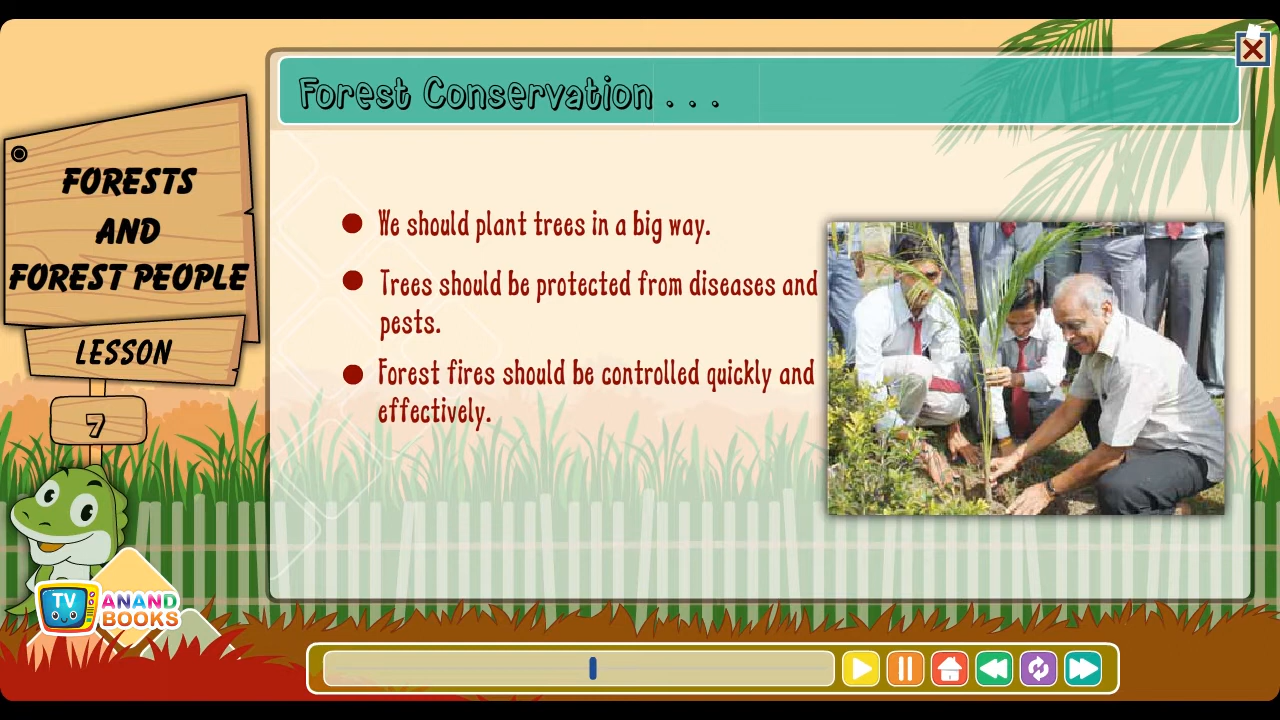 Forest Conservation . . .
FORESTS
AND
FOREST PEOPLE
LESSON
7
We should plant trees in a big way.
Trees should be protected from diseases and
pests.
Forest fires should be controlled quickly and
effectively.
TV
ANAND
BOOKS